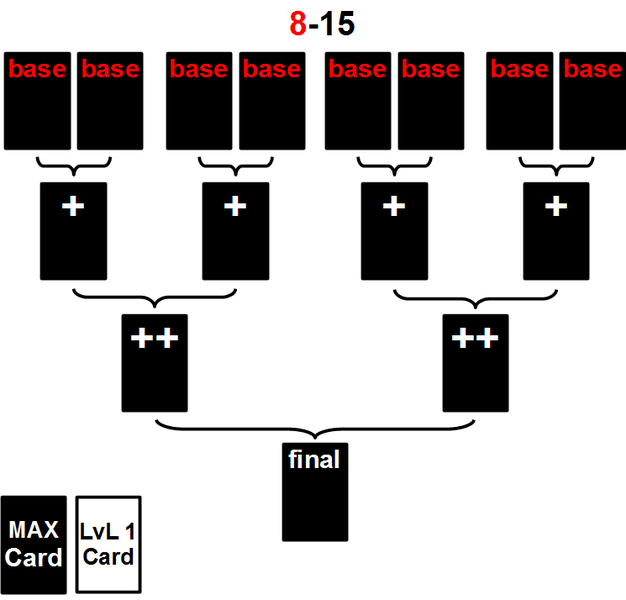 8-15
base base base base base base base base
+ + + +
++ ++
final
MAX LvL 1
Card Card